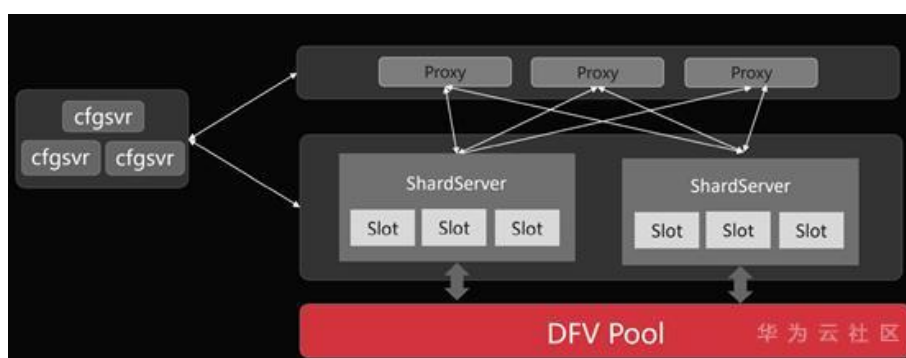 Proxy Proxy Proxy
cfgsvr
cfgsvr cfgsvr
ShardServer ShardServer
Slot Slot Slot Slot Slot Slot
DFV Pool
华为云社区